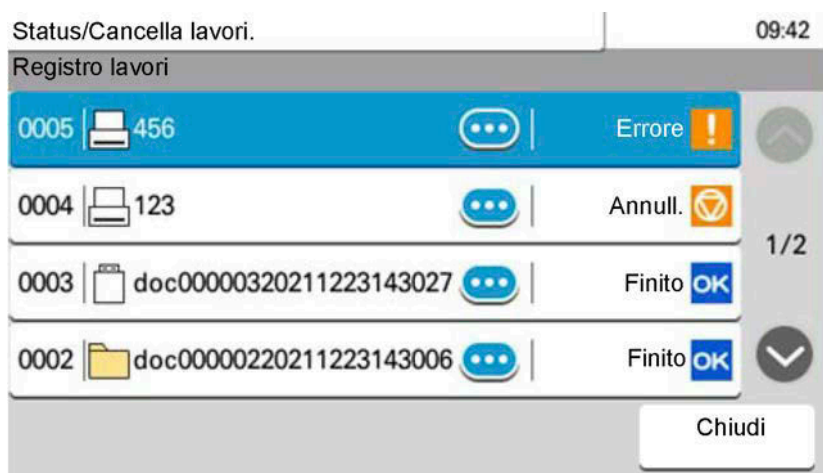 Status/Cancella lavori.
09:42
Registro lavori
0005 456 Errore !
0004 123 Annull.
1/2
0003 doc00000320211223143027 Finito OK
0002 doc00000220211223143006 Finito OK
Chiudi